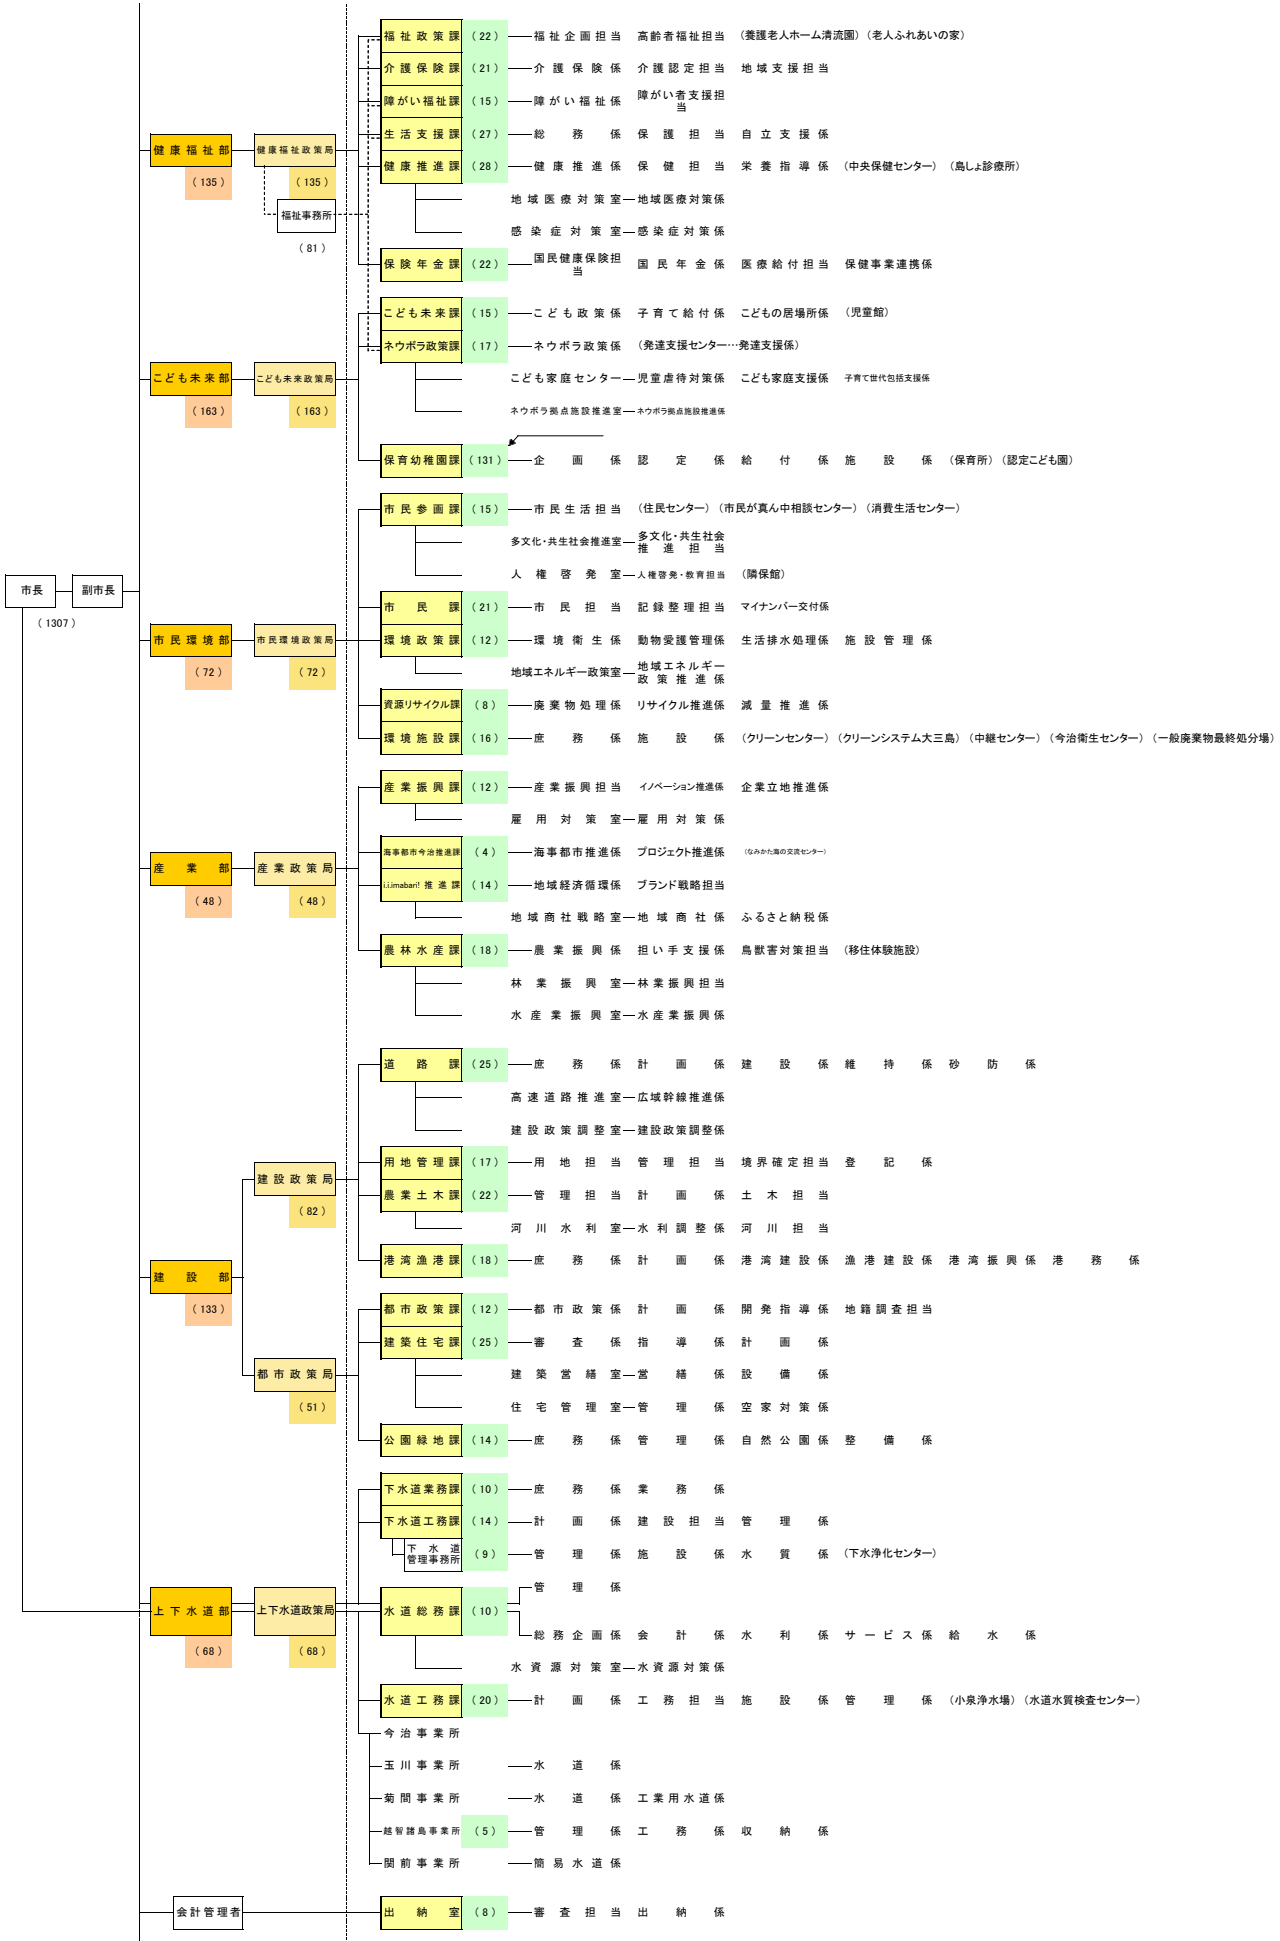 福祉政策課 (22) 福祉企画担当 高齢者福祉担当 (養護老人ホーム清流園) (老人ふれあいの家)
介護保険課 (21) 介護保険係 介護認定担当 地域支援担当
障がい福祉課 (15) 障がい福祉係 障がい者支援担当
生活支援課 (27) 総務係 保護担当 自立支援係
健康福祉部 健康福祉政策局
健康推進課 (28) 健康推進係 保健担当 栄養指導係 (中央保健センター) (島しょ診療所)
(135) (135)
地域医療対策室 地域医療対策係
福祉事務所
感染症対策室 感染症対策係
(81)
保険年金課 (22) 国民健康保険担当 国民年金係 医療給付担当 保健事業連携係
こども未来課 (15) こども政策係 子育て給付係 こどもの居場所係 (児童館)
ネウボラ政策課 (17) ネウボラ政策係 (発達支援センター…発達支援係)
こども未来部 こども未来政策局
こども家庭センター 児童虐待対策係 こども家庭支援係 子育て世代包括支援係
(163) (163)
ネウボラ拠点施設推進室 ネウボラ拠点施設推進係
保育幼稚園課 (131) 企画係 認定係 給付係 施設係 (保育所) (認定こども園)
市民参画課 (15) 市民生活担当 (住民センター) (市民が真ん中相談センター) (消費生活センター)
多文化・共生社会推進室 多文化・共生社会推進担当
人権啓発室 人権啓発・教育担当 (隣保館)
市長 副市長
(1307)
市民課 (21) 市民担当 記録整理担当 マイナンバー交付係
市民環境部 市民環境政策局
環境政策課 (12) 環境衛生係 動物愛護管理係 生活排水処理係 施設管理係
(72) (72)
地域エネルギー政策室 地域エネルギー政策推進係
資源リサイクル課 (8) 廃棄物処理係 リサイクル推進係 減量推進係
環境施設課 (16) 庶務係 施設係 (クリーンセンター) (クリーンシステム大三島) (中継センター) (今治衛生センター) (一般廃棄物最終処分場)
産業振興課 (12) 産業振興担当 イノベーション推進係 企業立地推進係
雇用対策室 雇用対策係
海事都市今治推進課 (4) 海事都市推進係 プロジェクト推進係 (なみかた海の交流センター)
産業部 産業政策局
i.i.imabari!推進課 (14) 地域経済循環係 ブランド戦略担当
(48) (48)
地域商社戦略室 地域商社係 ふるさと納税係
農林水産課 (18) 農業振興係 担い手支援係 鳥獣害対策担当 (移住体験施設)
林業振興室 林業振興担当
水産業振興室 水産業振興係
道路課 (25) 庶務係 計画係 建設係 維持係 砂防係
高速道路推進室 広域幹線推進係
建設政策調整室 建設政策調整係
用地管理課 (17) 用地担当 管理担当 境界確定担当 登記係
建設政策局
農業土木課 (22) 管理担当 計画係 土木担当
(82)
河川水利室 水利調整係 河川担当
港湾漁港課 (18) 庶務係 計画係 港湾建設係 漁港建設係 港湾振興係 港務係
建設部
(133)
都市政策課 (12) 都市政策係 計画係 開発指導係 地籍調査担当
建築住宅課 (25) 審査係 指導係 計画係
都市政策局
建築営繕室 営繕係 設備係
(51)
住宅管理室 管理係 空家対策係
公園緑地課 (14) 庶務係 管理係 自然公園係 整備係
下水道業務課 (10) 庶務係 業務係
下水道工務課 (14) 計画係 建設担当 管理係
下水道管理事務所 (9) 管理係 施設係 水質係 (下水浄化センター)
管理係
上下水道部 上下水道政策局 水道総務課 (10)
総務企画係 会計係 水利係 サービス係 給水係
(68) (68)
水資源対策室 水資源対策係
水道工務課 (20) 計画係 工務担当 施設係 管理係 (小泉浄水場) (水道水質検査センター)
今治事業所
玉川事業所 水道係
菊間事業所 水道係 工業用水道係
越智諸島事業所 (5) 管理係 工務係 収納係
関前事業所 簡易水道係
会計管理者 出納室 (8) 審査担当 出納係